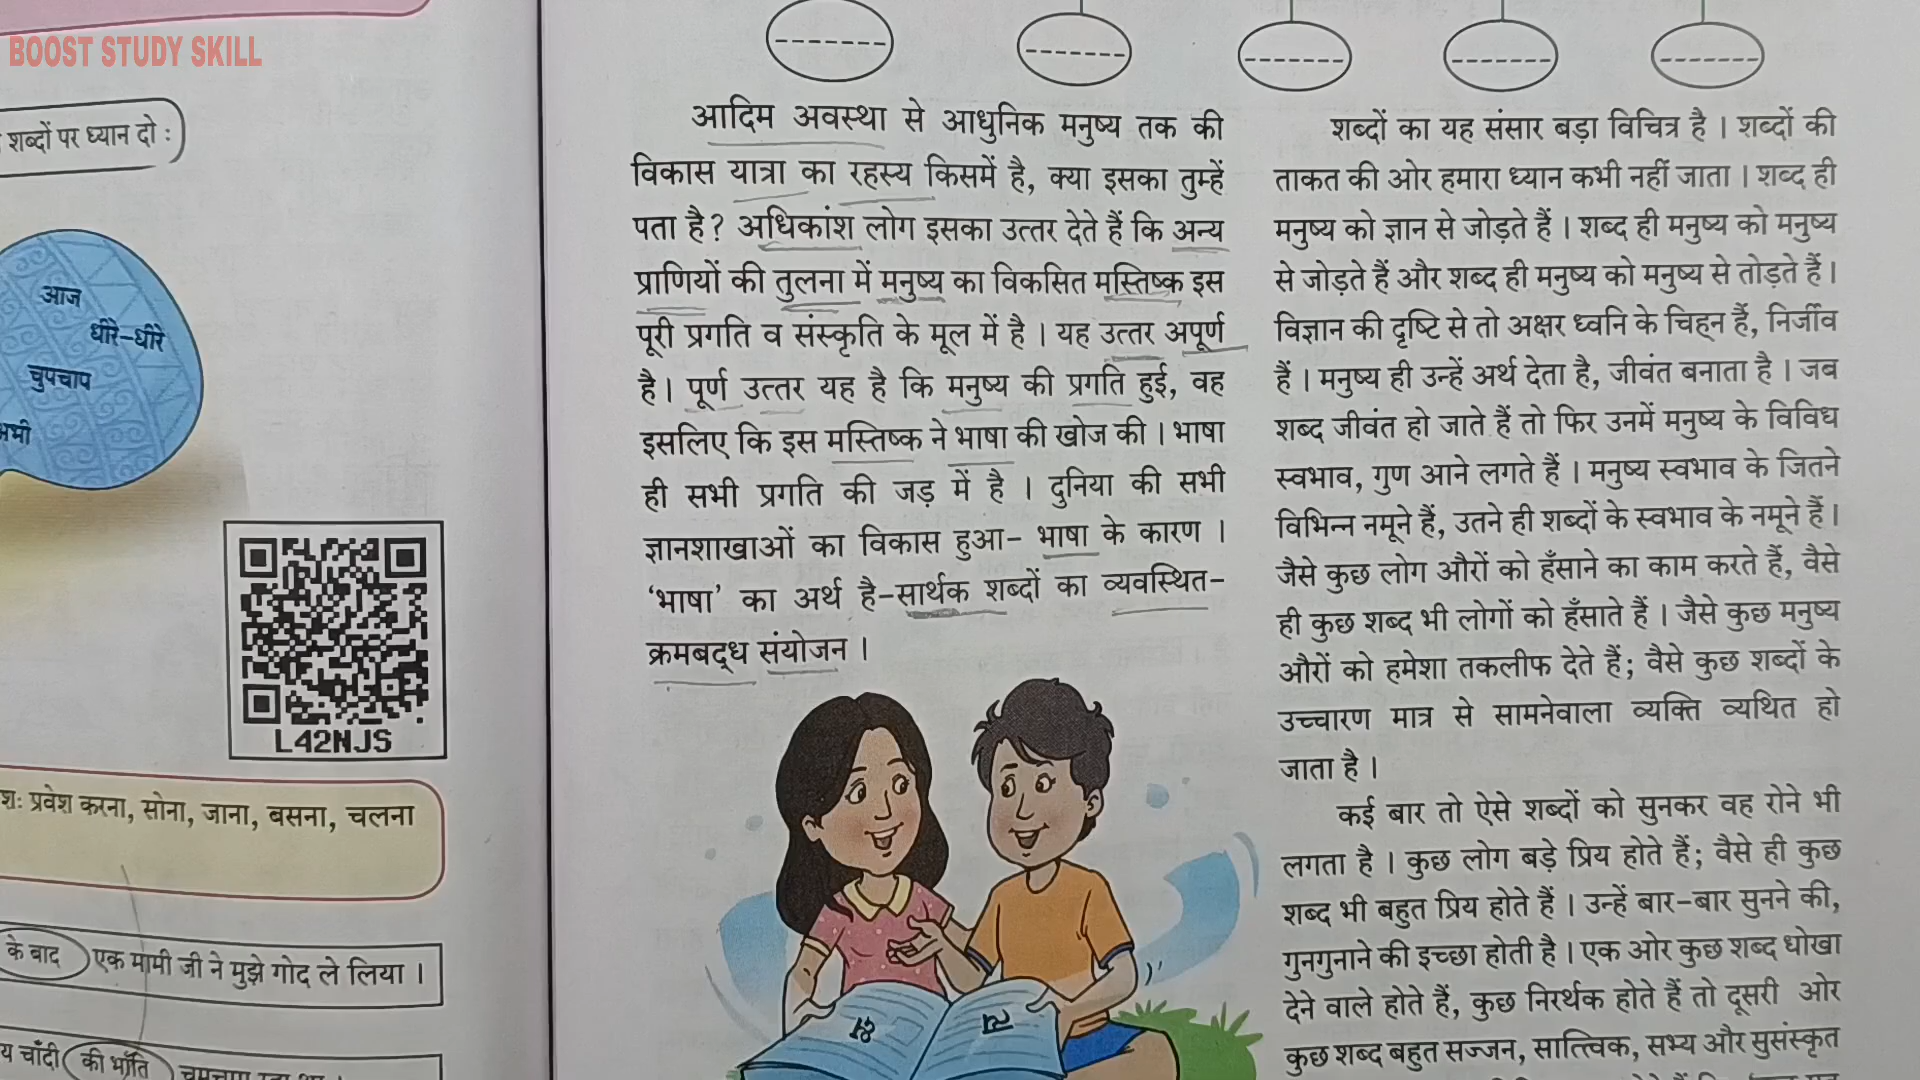 BOOST STUDY SKILL
शब्दों पर ध्यान दो :
आज
धीरे-धीरे
चुपचाप
L42NJS
प्रवेश करना, सोना, जाना, बसना, चलना
के बाद एक मामी जी ने मुझे गोद ले लिया ।
चाँदी की भाँति
आदिम अवस्था से आधुनिक मनुष्य तक की
विकास यात्रा का रहस्य किसमें है, क्या इसका तुम्हें
पता है? अधिकांश लोग इसका उत्तर देते हैं कि अन्य
प्राणियों की तुलना में मनुष्य का विकसित मस्तिष्क इस
पूरी प्रगति व संस्कृति के मूल में है । यह उत्तर अपूर्ण
है। पूर्ण उत्तर यह है कि मनुष्य की प्रगति हुई, वह
इसलिए कि इस मस्तिष्क ने भाषा की खोज की । भाषा
ही सभी प्रगति की जड़ में है । दुनिया की सभी
ज्ञानशाखाओं का विकास हुआ- भाषा के कारण ।
‘भाषा’ का अर्थ है-सार्थक शब्दों का व्यवस्थित-
क्रमबद्ध संयोजन ।
शब्दों का यह संसार बड़ा विचित्र है । शब्दों की
ताकत की ओर हमारा ध्यान कभी नहीं जाता । शब्द ही
मनुष्य को ज्ञान से जोड़ते हैं । शब्द ही मनुष्य को मनुष्य
से जोड़ते हैं और शब्द ही मनुष्य को मनुष्य से तोड़ते हैं।
विज्ञान की दृष्टि से तो अक्षर ध्वनि के चिह्न हैं, निर्जीव
हैं । मनुष्य ही उन्हें अर्थ देता है, जीवंत बनाता है । जब
शब्द जीवंत हो जाते हैं तो फिर उनमें मनुष्य के विविध
स्वभाव, गुण आने लगते हैं । मनुष्य स्वभाव के जितने
विभिन्न नमूने हैं, उतने ही शब्दों के स्वभाव के नमूने हैं।
जैसे कुछ लोग औरों को हँसाने का काम करते हैं, वैसे
ही कुछ शब्द भी लोगों को हँसाते हैं । जैसे कुछ मनुष्य
औरों को हमेशा तकलीफ देते हैं; वैसे कुछ शब्दों के
उच्चारण मात्र से सामनेवाला व्यक्ति व्यथित हो
जाता है ।
कई बार तो ऐसे शब्दों को सुनकर वह रोने भी
लगता है । कुछ लोग बड़े प्रिय होते हैं; वैसे ही कुछ
शब्द भी बहुत प्रिय होते हैं । उन्हें बार-बार सुनने की,
गुनगुनाने की इच्छा होती है । एक ओर कुछ शब्द धोखा
देने वाले होते हैं, कुछ निरर्थक होते हैं तो दूसरी ओर
कुछ शब्द बहुत सज्जन, सात्त्विक, सभ्य और सुसंस्कृत